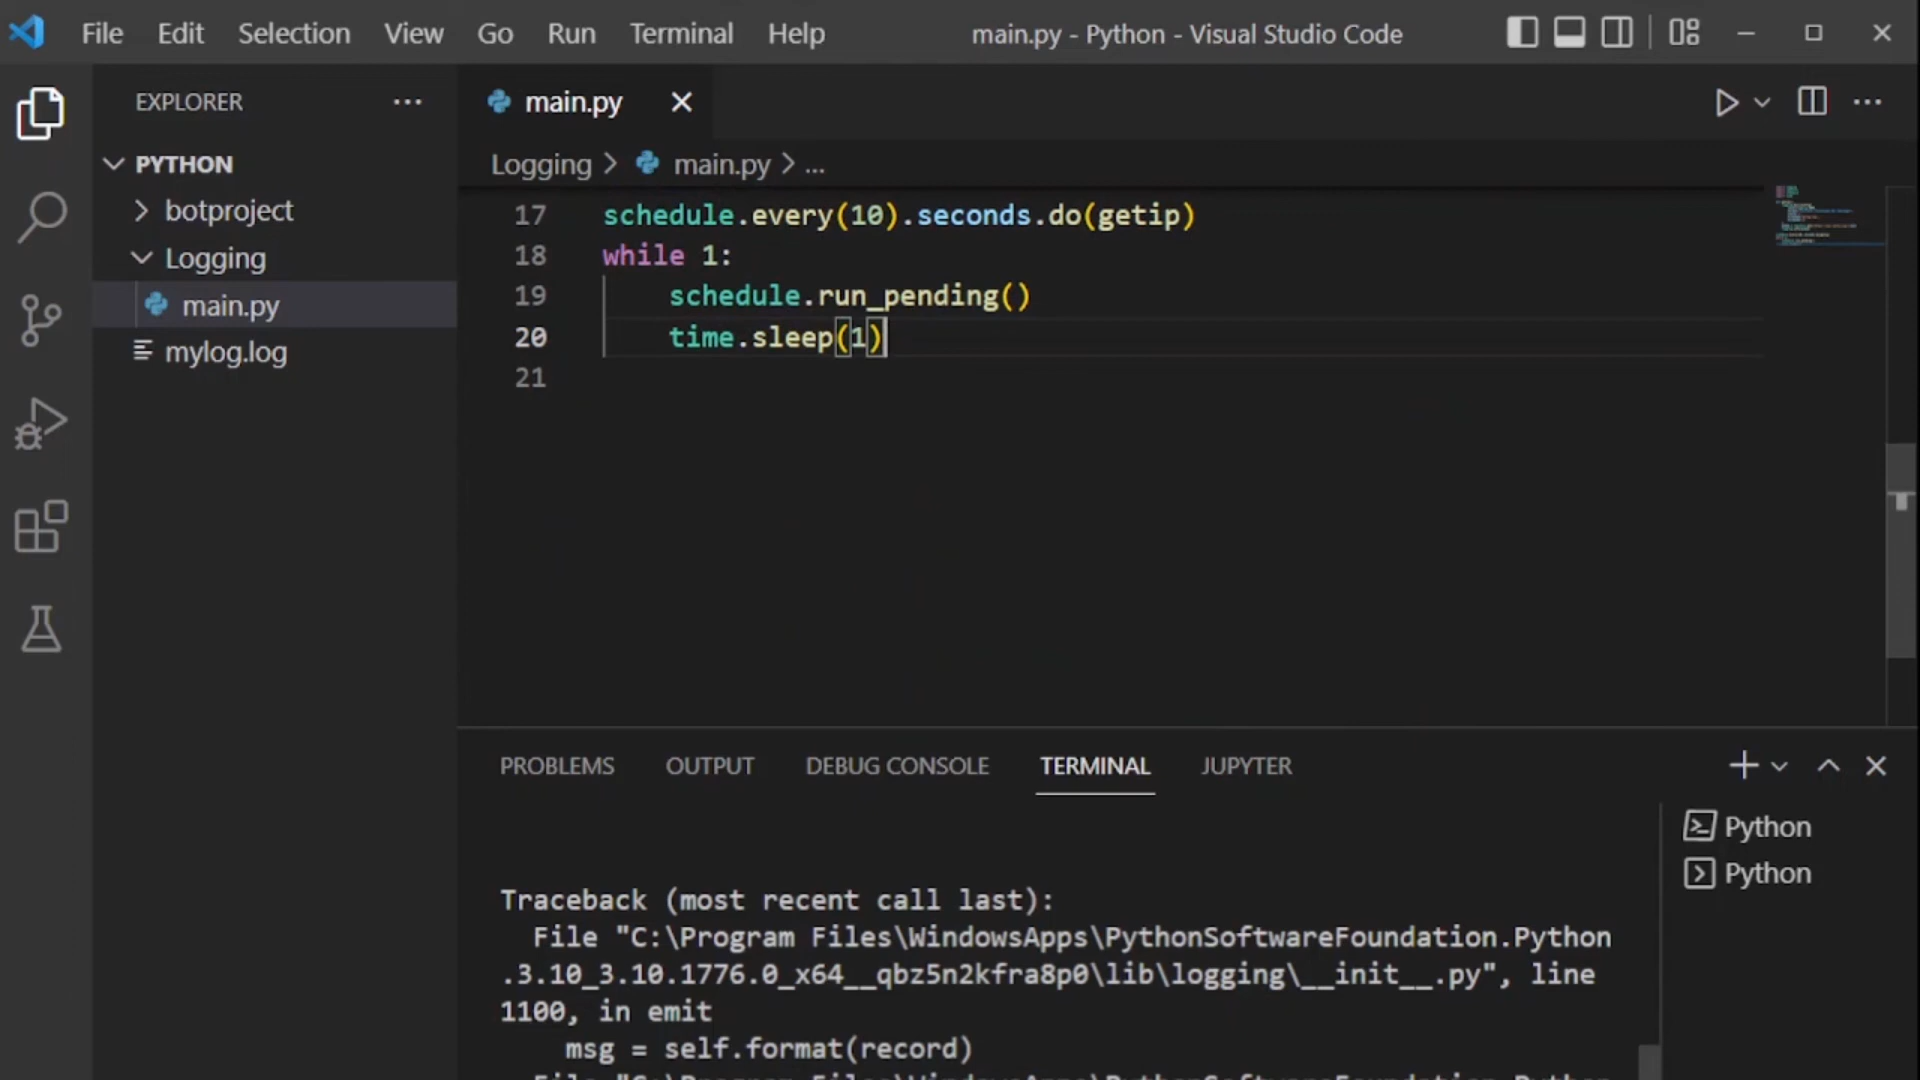 File Edit Selection View Go Run Terminal Help main.py - Python - Visual Studio Code
EXPLORER
PYTHON
botproject
Logging
main.py
mylog.log
main.py
Logging > main.py > ...
17 schedule.every(10).seconds.do(getip)
18 while 1:
19 schedule.run_pending()
20 time.sleep(1)
21
PROBLEMS OUTPUT DEBUG CONSOLE TERMINAL JUPYTER
Python
Python
Traceback (most recent call last):
File "C:\Program Files\WindowsApps\PythonSoftwareFoundation.Python
.3.10_3.10.1776.0_x64__qbz5n2kfra8p0\lib\logging\__init__.py", line
1100, in emit
msg = self.format(record)